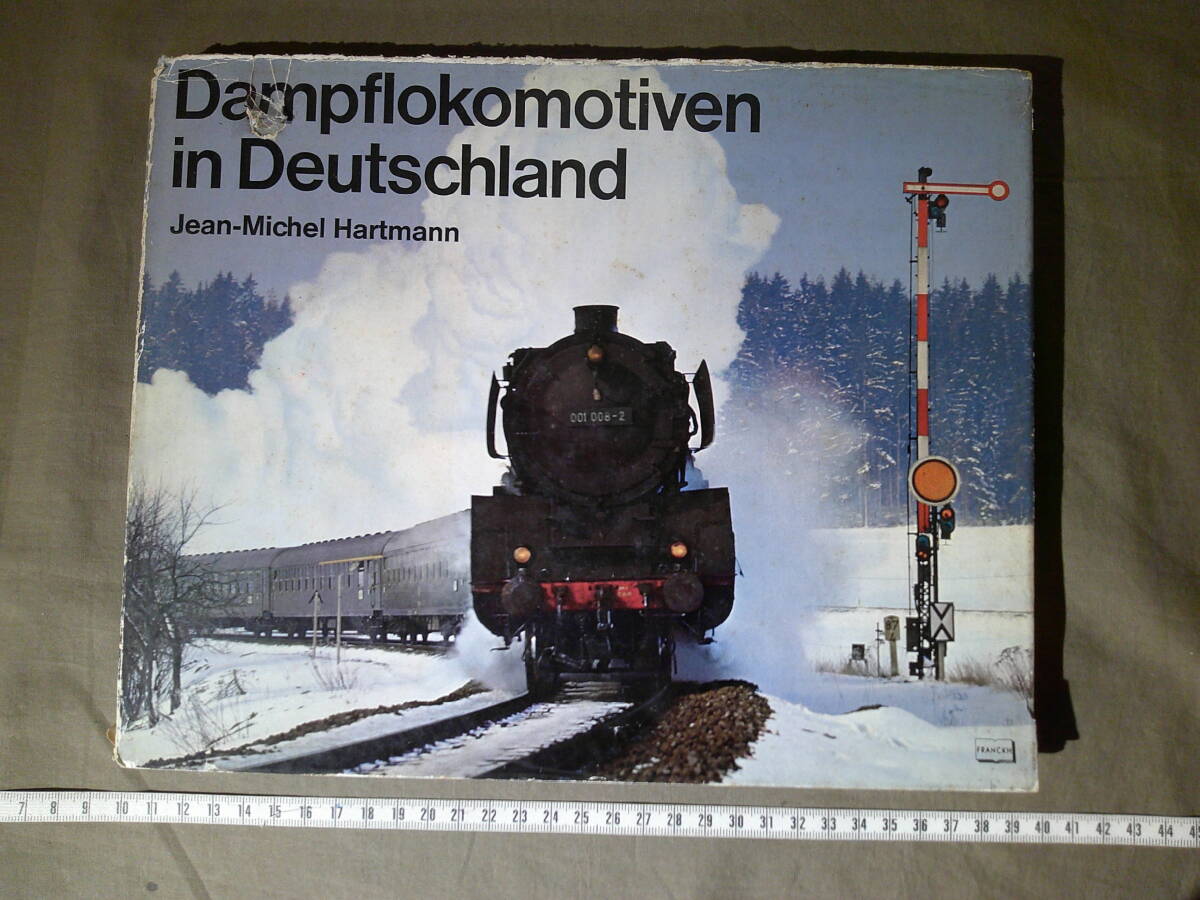 Dampflokomotiven
in Deutschland
Jean-Michel Hartmann
001 008-2
FRANCKH
7 8 9 10 11 12 13 14 15 16 17 18 19 20 21 22 23 24 25 26 27 28 29 30 31 32 33 34 35 36 37 38 39 40 41 42 43 44